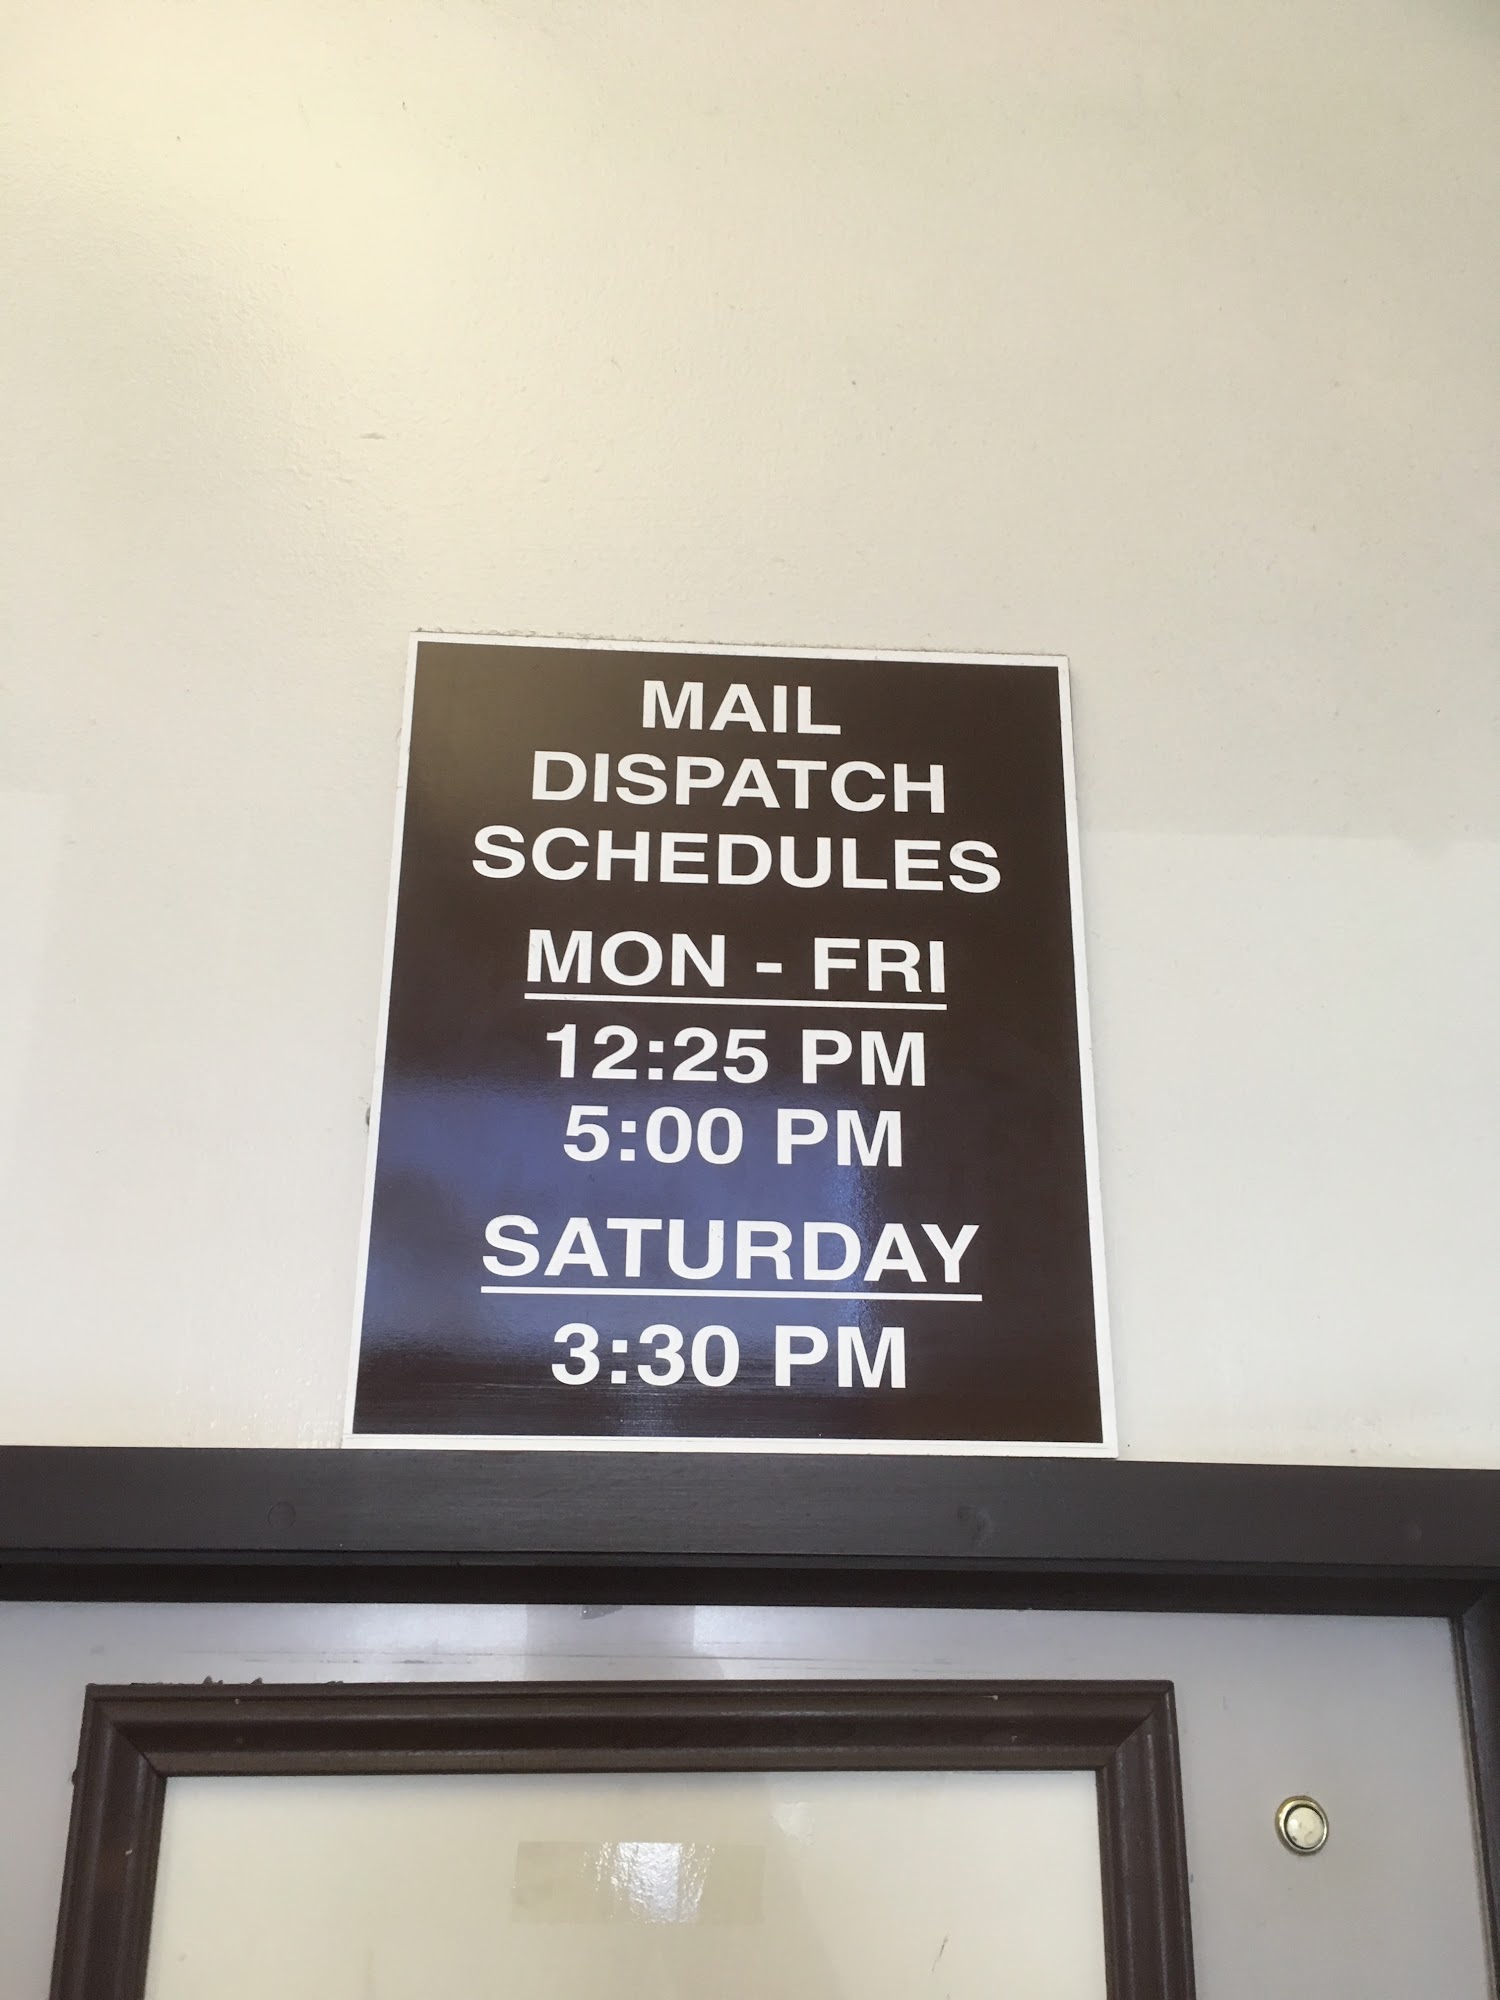 MAIL
DISPATCH
SCHEDULES
MON - FRI
12:25 PM
5:00 PM
SATURDAY
3:30 PM